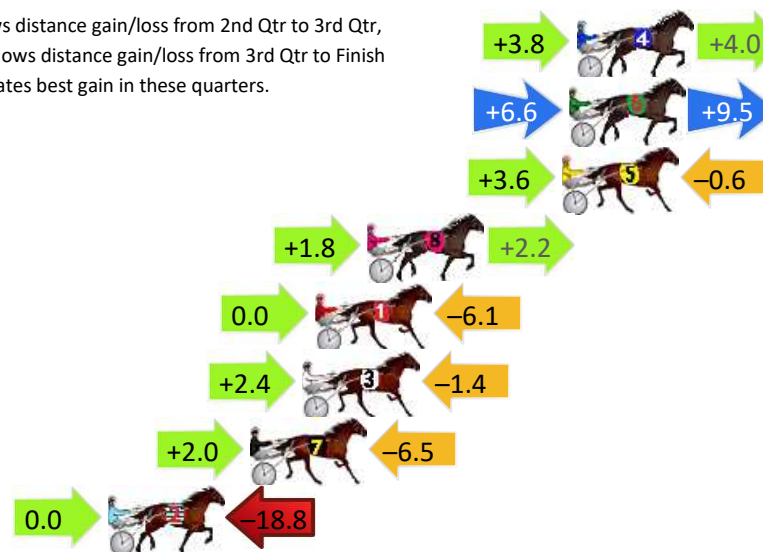 ws distance gain/loss from 2nd Qtr to 3rd Qtr,
ows distance gain/loss from 3rd Qtr to Finish
ates best gain in these quarters.
+3.8 4 +4.0
+6.6 +9.5
+3.6 5 –0.6
+1.8 8 +2.2
0.0 1 –6.1
+2.4 3 –1.4
+2.0 7 –6.5
0.0 –18.8